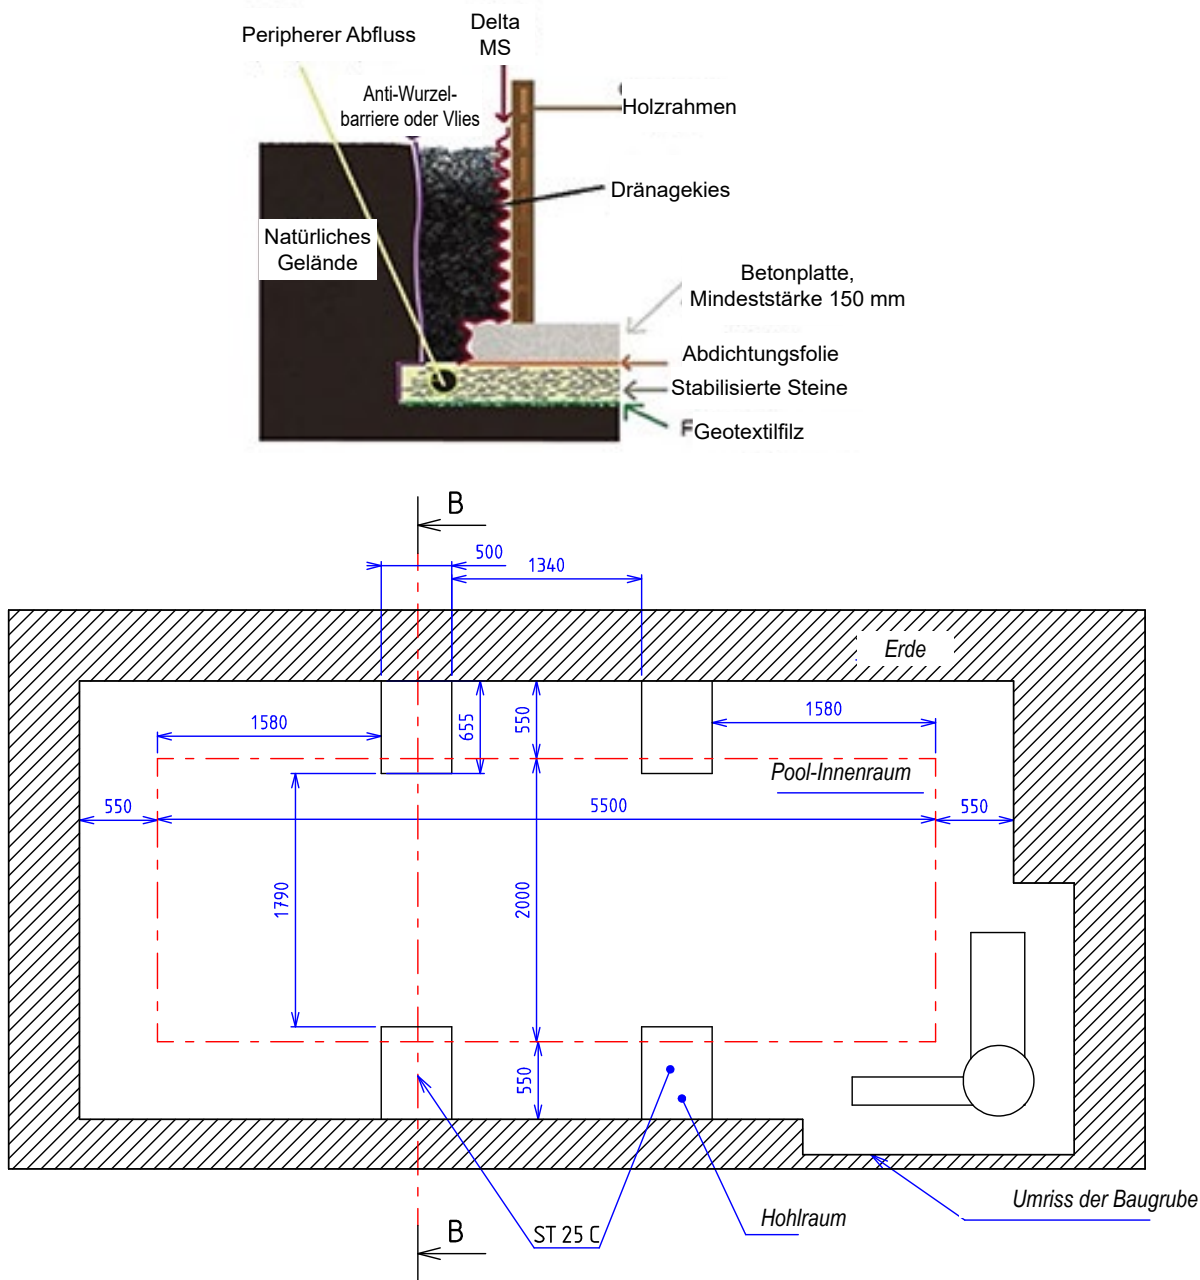 Peripherer Abfluss
Delta
MS
Anti-Wurzel-
barriere oder Vlies
Holzrahmen
Dränagekies
Natürliches
Gelände
Betonplatte,
Mindeststärke 150 mm
Abdichtungsfolie
Stabilisierte Steine
FGeotextilfilz
B
500
1340
Erde
1580
655
550
1580
Pool-Innenraum
550
5500
550
1790
2000
550
Umriss der Baugrube
Hohlraum
B
ST 25 C